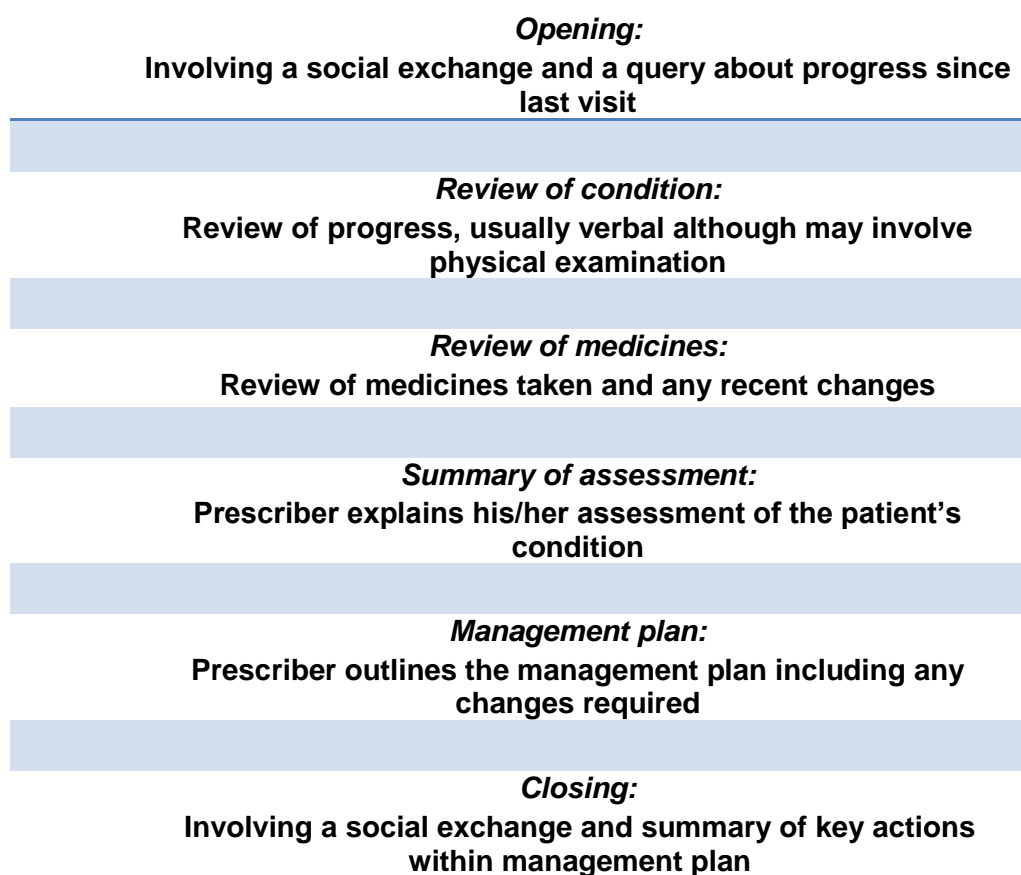 Opening:
Involving a social exchange and a query about progress since
last visit
Review of condition:
Review of progress, usually verbal although may involve
physical examination
Review of medicines:
Review of medicines taken and any recent changes
Summary of assessment:
Prescriber explains his/her assessment of the patient’s
condition
Management plan:
Prescriber outlines the management plan including any
changes required
Closing:
Involving a social exchange and summary of key actions
within management plan